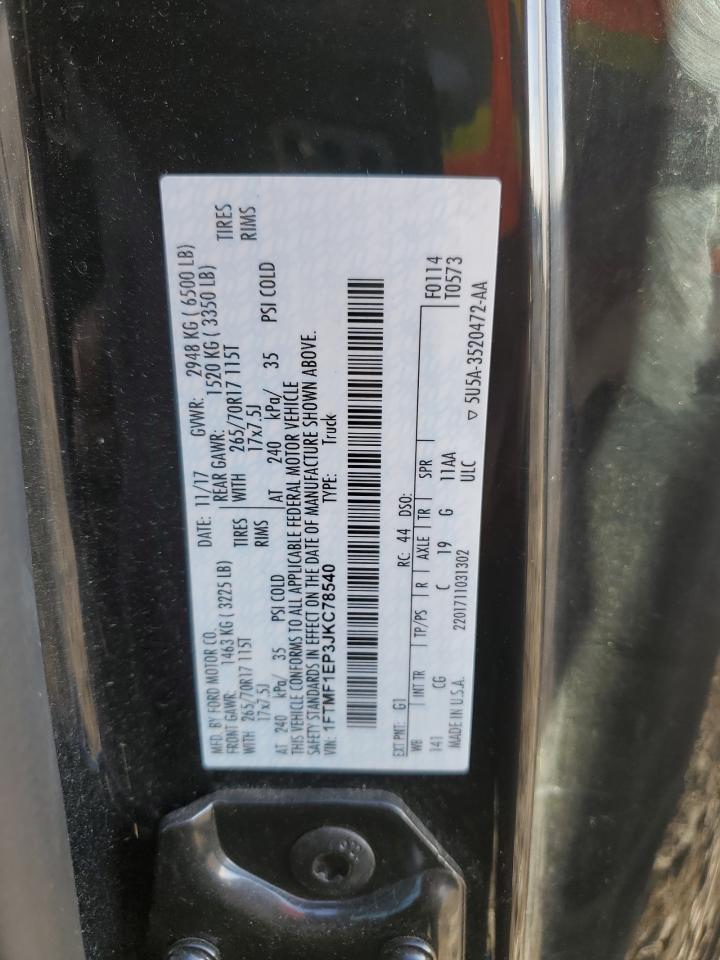 MFD. BY FORD MOTOR CO.
DATE: 11/17 GVWR: 2948 KG ( 6500 LB)
FRONT GAWR: 1463 KG ( 3225 LB) REAR GAWR: 1520 KG ( 3350 LB)
WITH 265/70R17 115T TIRES WITH 265/70R17 115T TIRES
17x7.5J RIMS 17x7.5J RIMS
AT 240 kPa/ 35 PSI COLD AT 240 kPa/ 35 PSI COLD
THIS VEHICLE CONFORMS TO ALL APPLICABLE FEDERAL MOTOR VEHICLE
SAFETY STANDARDS IN EFFECT ON THE DATE OF MANUFACTURE SHOWN ABOVE.
VIN: 1FTMF1EP3JKC78540 TYPE: Truck
EXT PNT: G1 RC: 44 DSO: F0114
WB INT TR TP/PS R AXLE TR SPR T0573
141 CG C 19 G 11AA
MADE IN U.S.A. 2201711031302 ULC 5U5A-3520472-AA